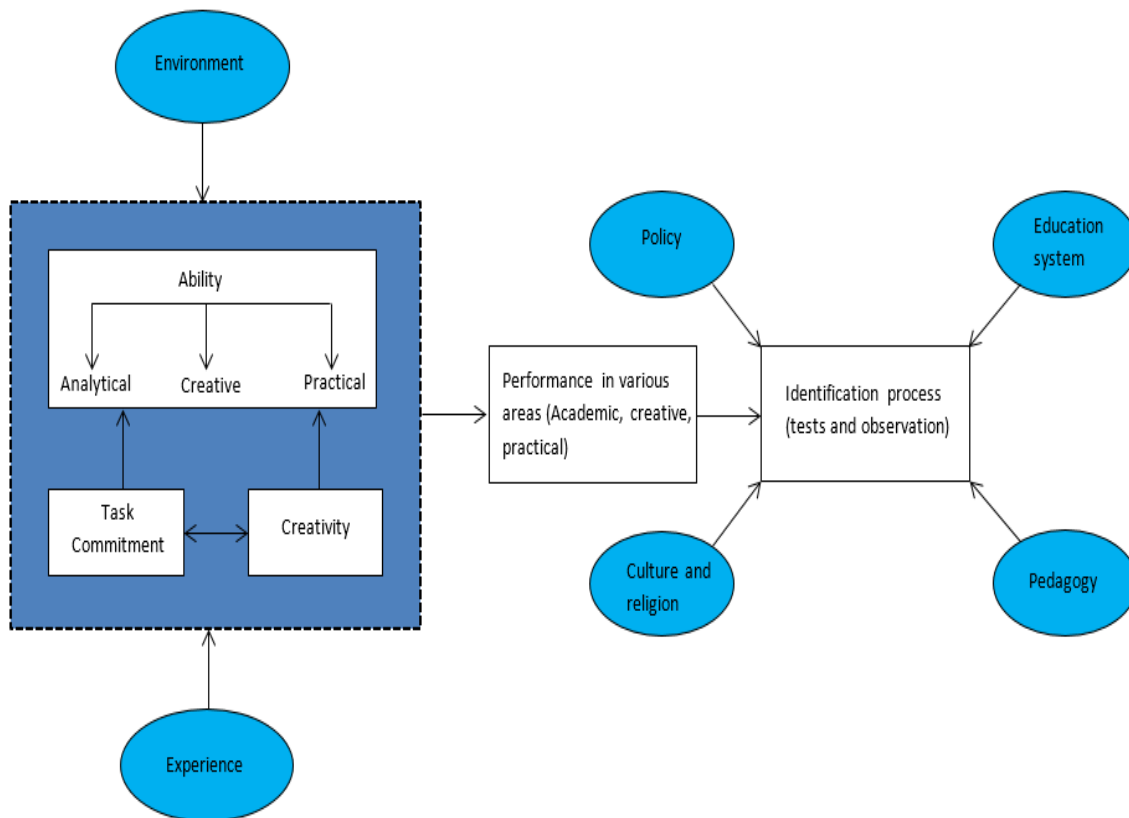 Environment
Policy
Education
system
Ability
Analytical
Creative
Practical
Performance in various
areas (Academic, creative,
practical)
Identification process
(tests and observation)
Task
Commitment
Creativity
Culture and
religion
Pedagogy
Experience